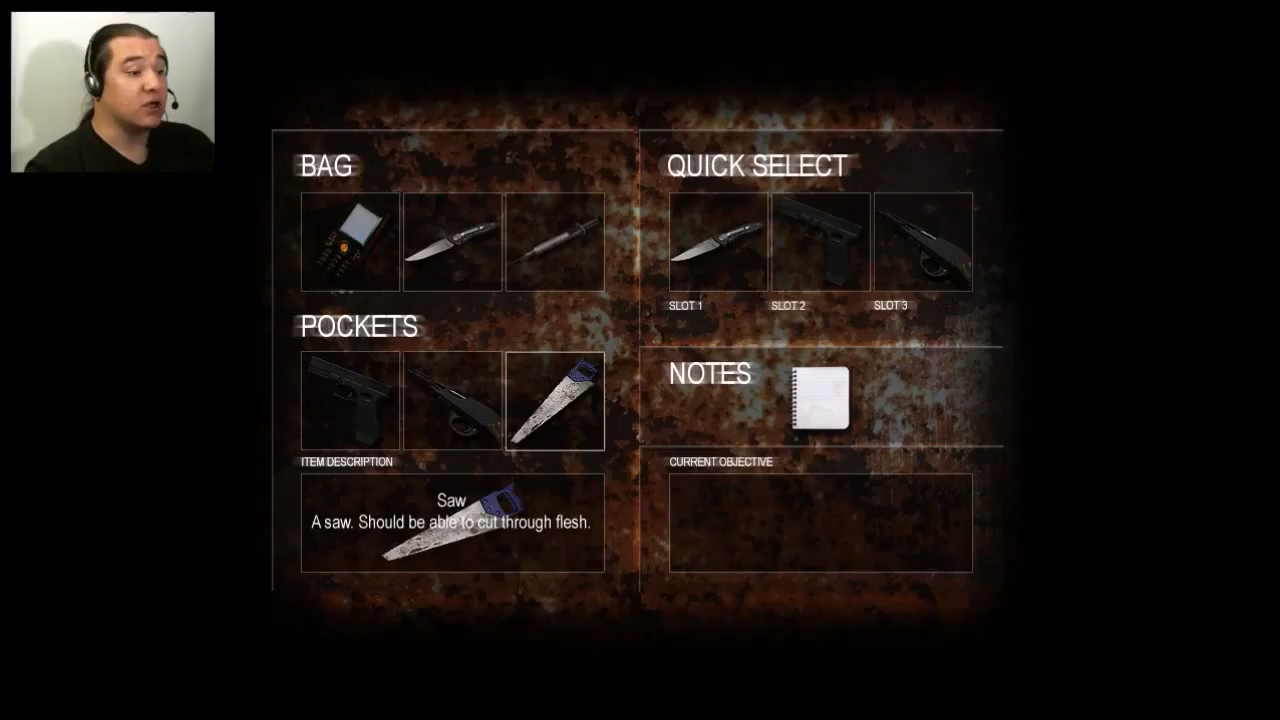 BAG
QUICK SELECT
SLOT 1
SLOT 2
SLOT 3
POCKETS
NOTES
ITEM DESCRIPTION
CURRENT OBJECTIVE
Saw
A saw. Should be able to cut through flesh.